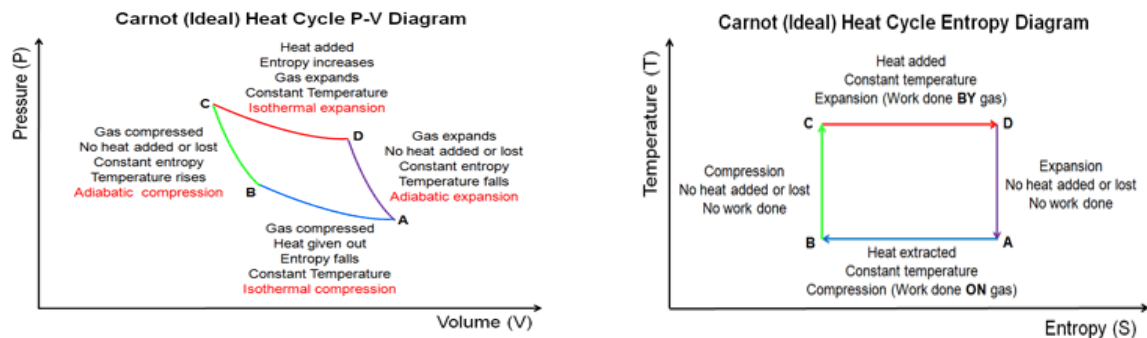 Carnot (Ideal) Heat Cycle P-V Diagram
Pressure (P)
Heat added
Entropy increases
Gas expands
Constant Temperature
Isothermal expansion
C
D
Gas compressed
No heat added or lost
Constant entropy
Temperature rises
Adiabatic compression
B
Gas expands
No heat added or lost
Constant entropy
Temperature falls
Adiabatic expansion
A
Gas compressed
Heat given out
Entropy falls
Constant Temperature
Isothermal compression
Volume (V)
Carnot (Ideal) Heat Cycle Entropy Diagram
Temperature (T)
Heat added
Constant temperature
Expansion (Work done BY gas)
C
D
Compression
No heat added or lost
No work done
Expansion
No heat added or lost
No work done
B
A
Heat extracted
Constant temperature
Compression (Work done ON gas)
Entropy (S)